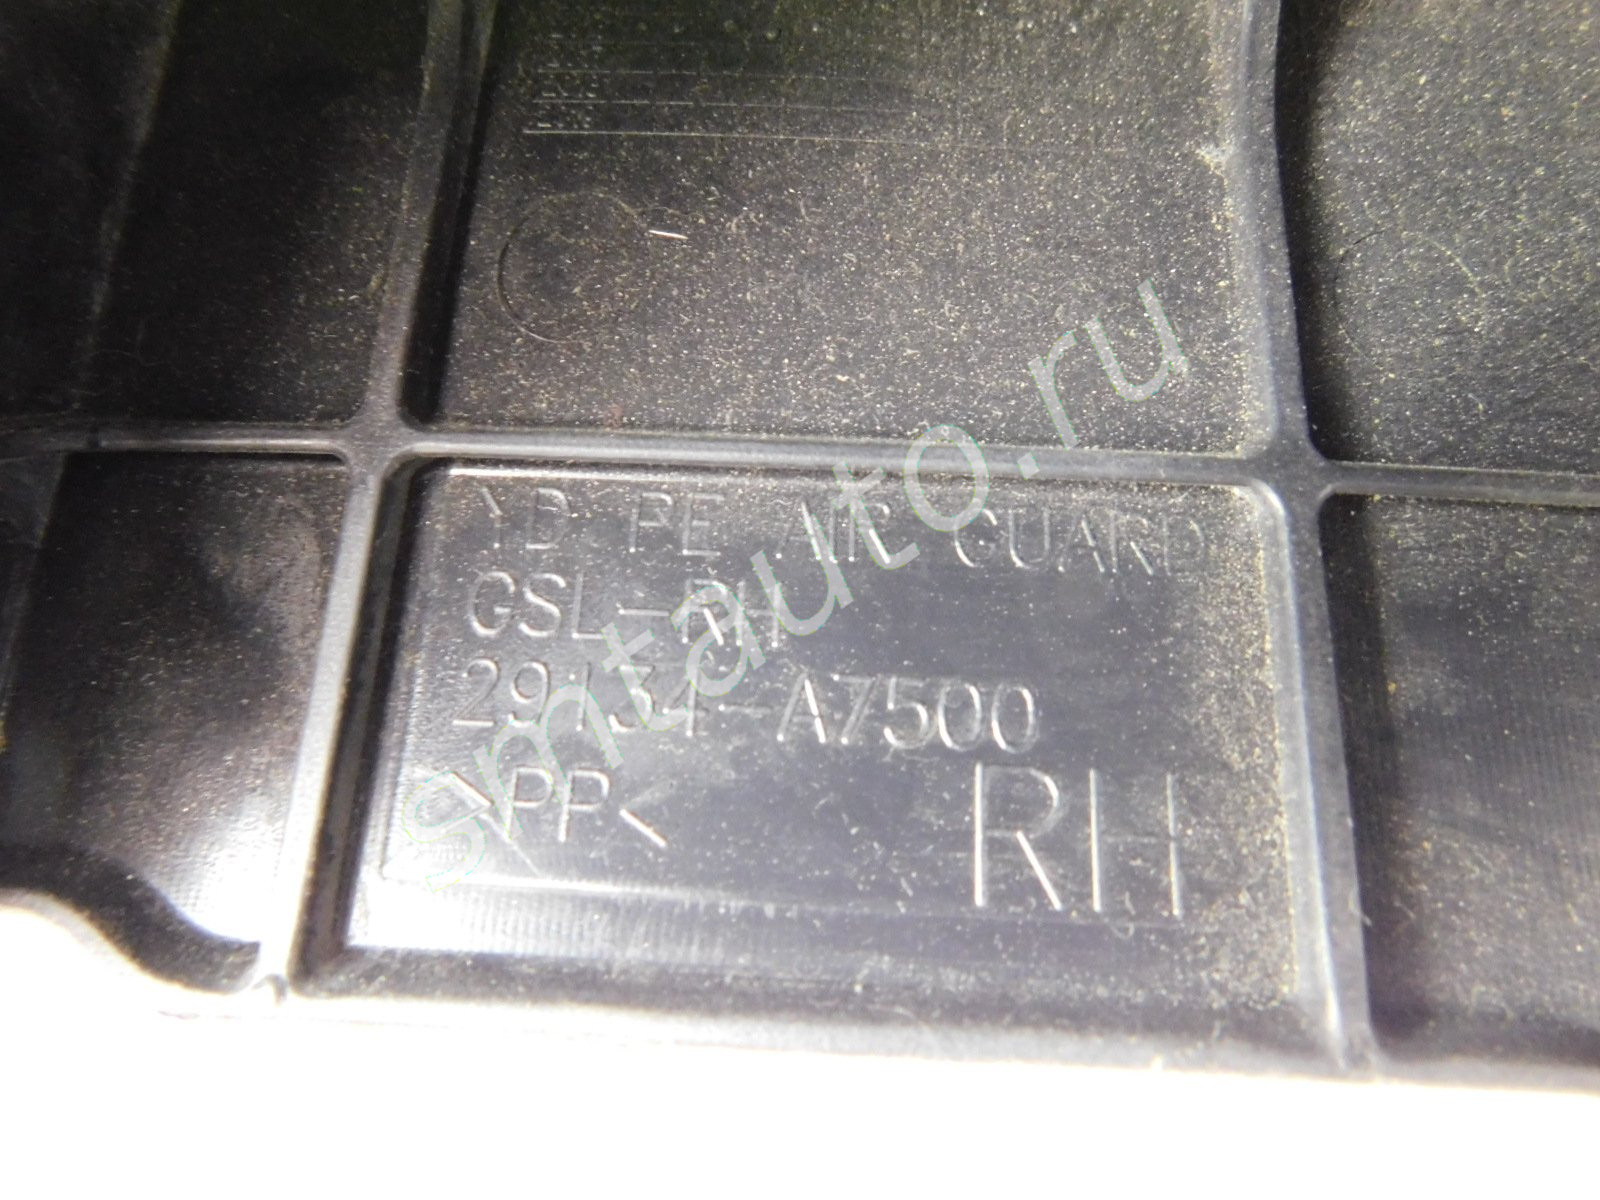 YD PE AIR GUARD
GSL-RH
29134-A7500
>PP<
RH
smtauto.ru